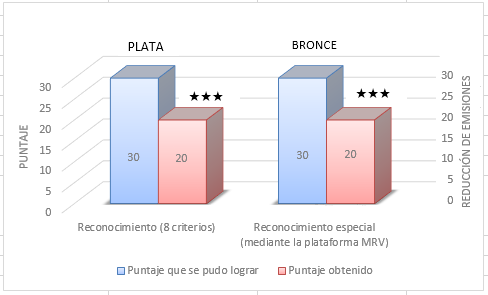 PLATA
BRONCE
★★★
★★★
PUNTAJE
30
25
20
15
10
5
0
30
20
30
20
30
25
20
15
10
5
0
REDUCCIÓN DE EMISIONES
Reconocimiento (8 criterios)
Reconocimiento especial
(mediante la plataforma MRV)
Puntaje que se pudo lograr
Puntaje obtenido